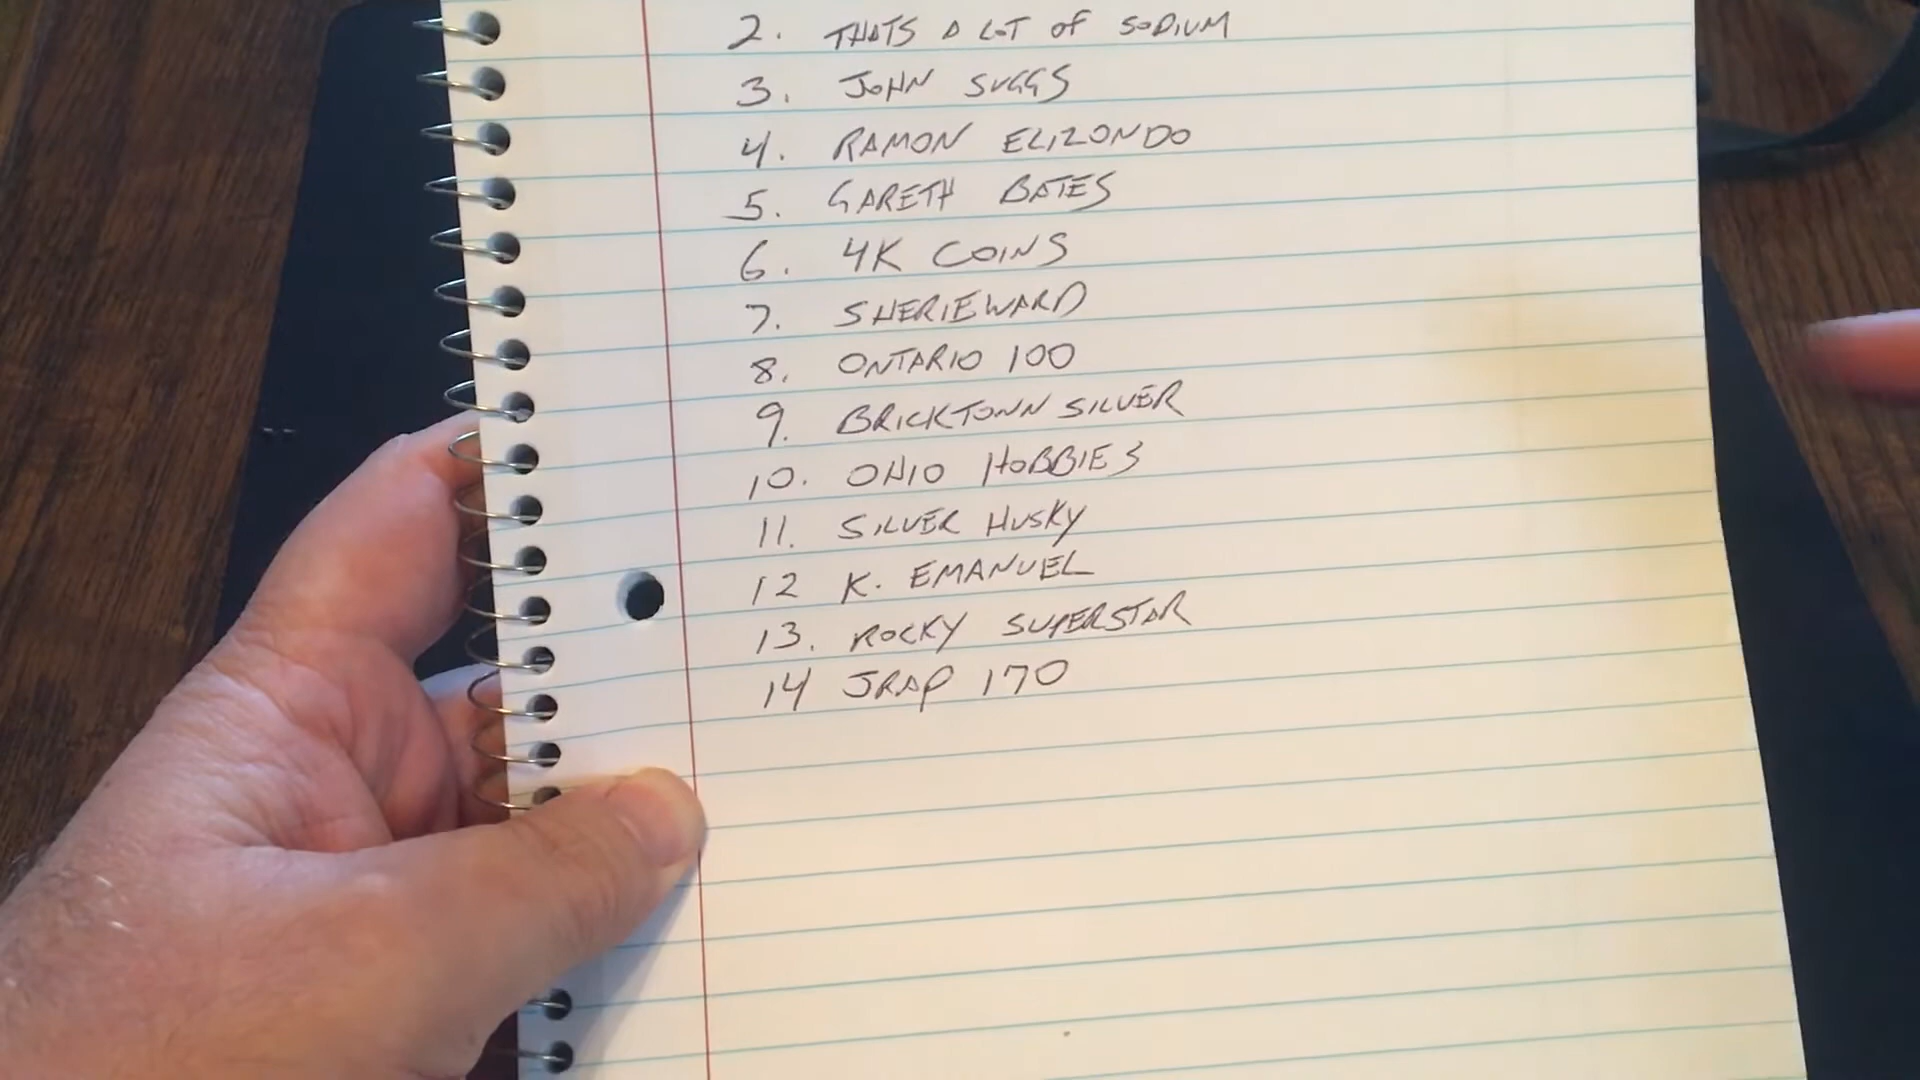 2. THATS A LOT OF SODIUM
3. JOHN SUGGS
4. RAMON ELIZONDO
5. GARETH BATES
6. 4K COINS
7. SHERIEWARD
8. ONTARIO 100
9. BRICKTOWN SILVER
10. OHIO HOBBIES
11. SILVER HUSKY
12 K. EMANUEL
13. ROCKY SUPERSTAR
14 JRAP 170